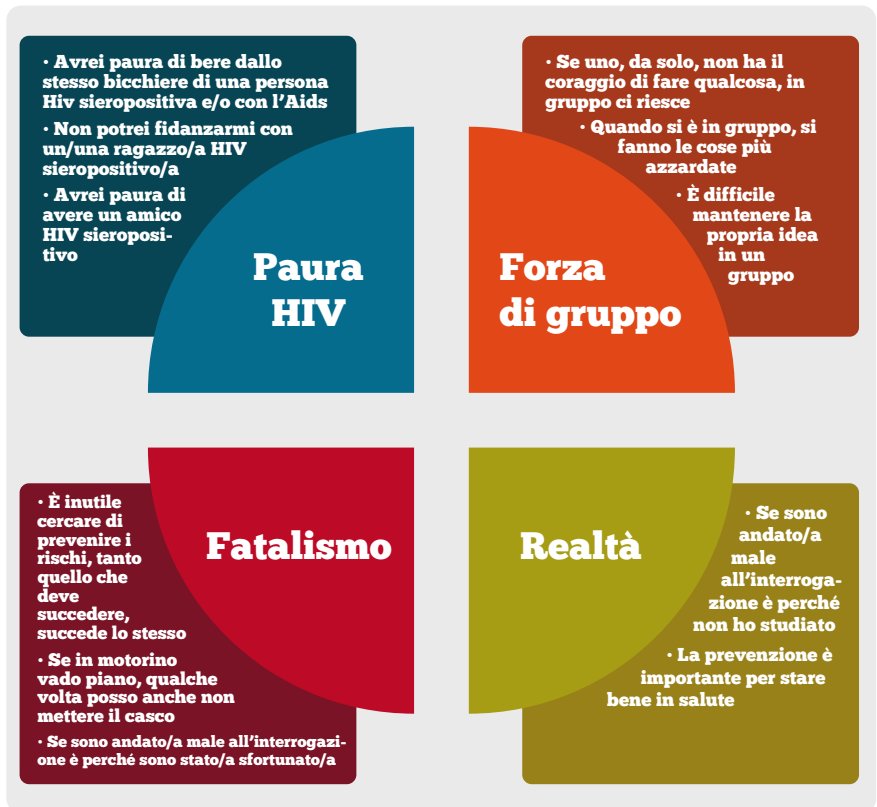 · Avrei paura di bere dallo
stesso bicchiere di una persona
Hiv sieropositiva e/o con l'Aids
· Non potrei fidanzarmi con
un/una ragazzo/a HIV
sieropositivo/a
· Avrei paura di
avere un amico
HIV sieroposi-
tivo
Paura
HIV
· Se uno, da solo, non ha il
coraggio di fare qualcosa, in
gruppo ci riesce
· Quando si è in gruppo, si
fanno le cose più
azzardate
· È difficile
mantenere la
propria idea
in un
gruppo
Forza
di gruppo
· È inutile
cercare di
prevenire i
rischi, tanto
quello che
deve
succedere,
succede lo stesso
· Se in motorino
vado piano, qualche
volta posso anche non
mettere il casco
· Se sono andato/a male all'interrogazi-
one è perché sono stato/a sfortunato/a
Fatalismo
Realtà
· Se sono
andato/a
male
all'interroga-
zione è perché
non ho studiato
· La prevenzione è
importante per stare
bene in salute